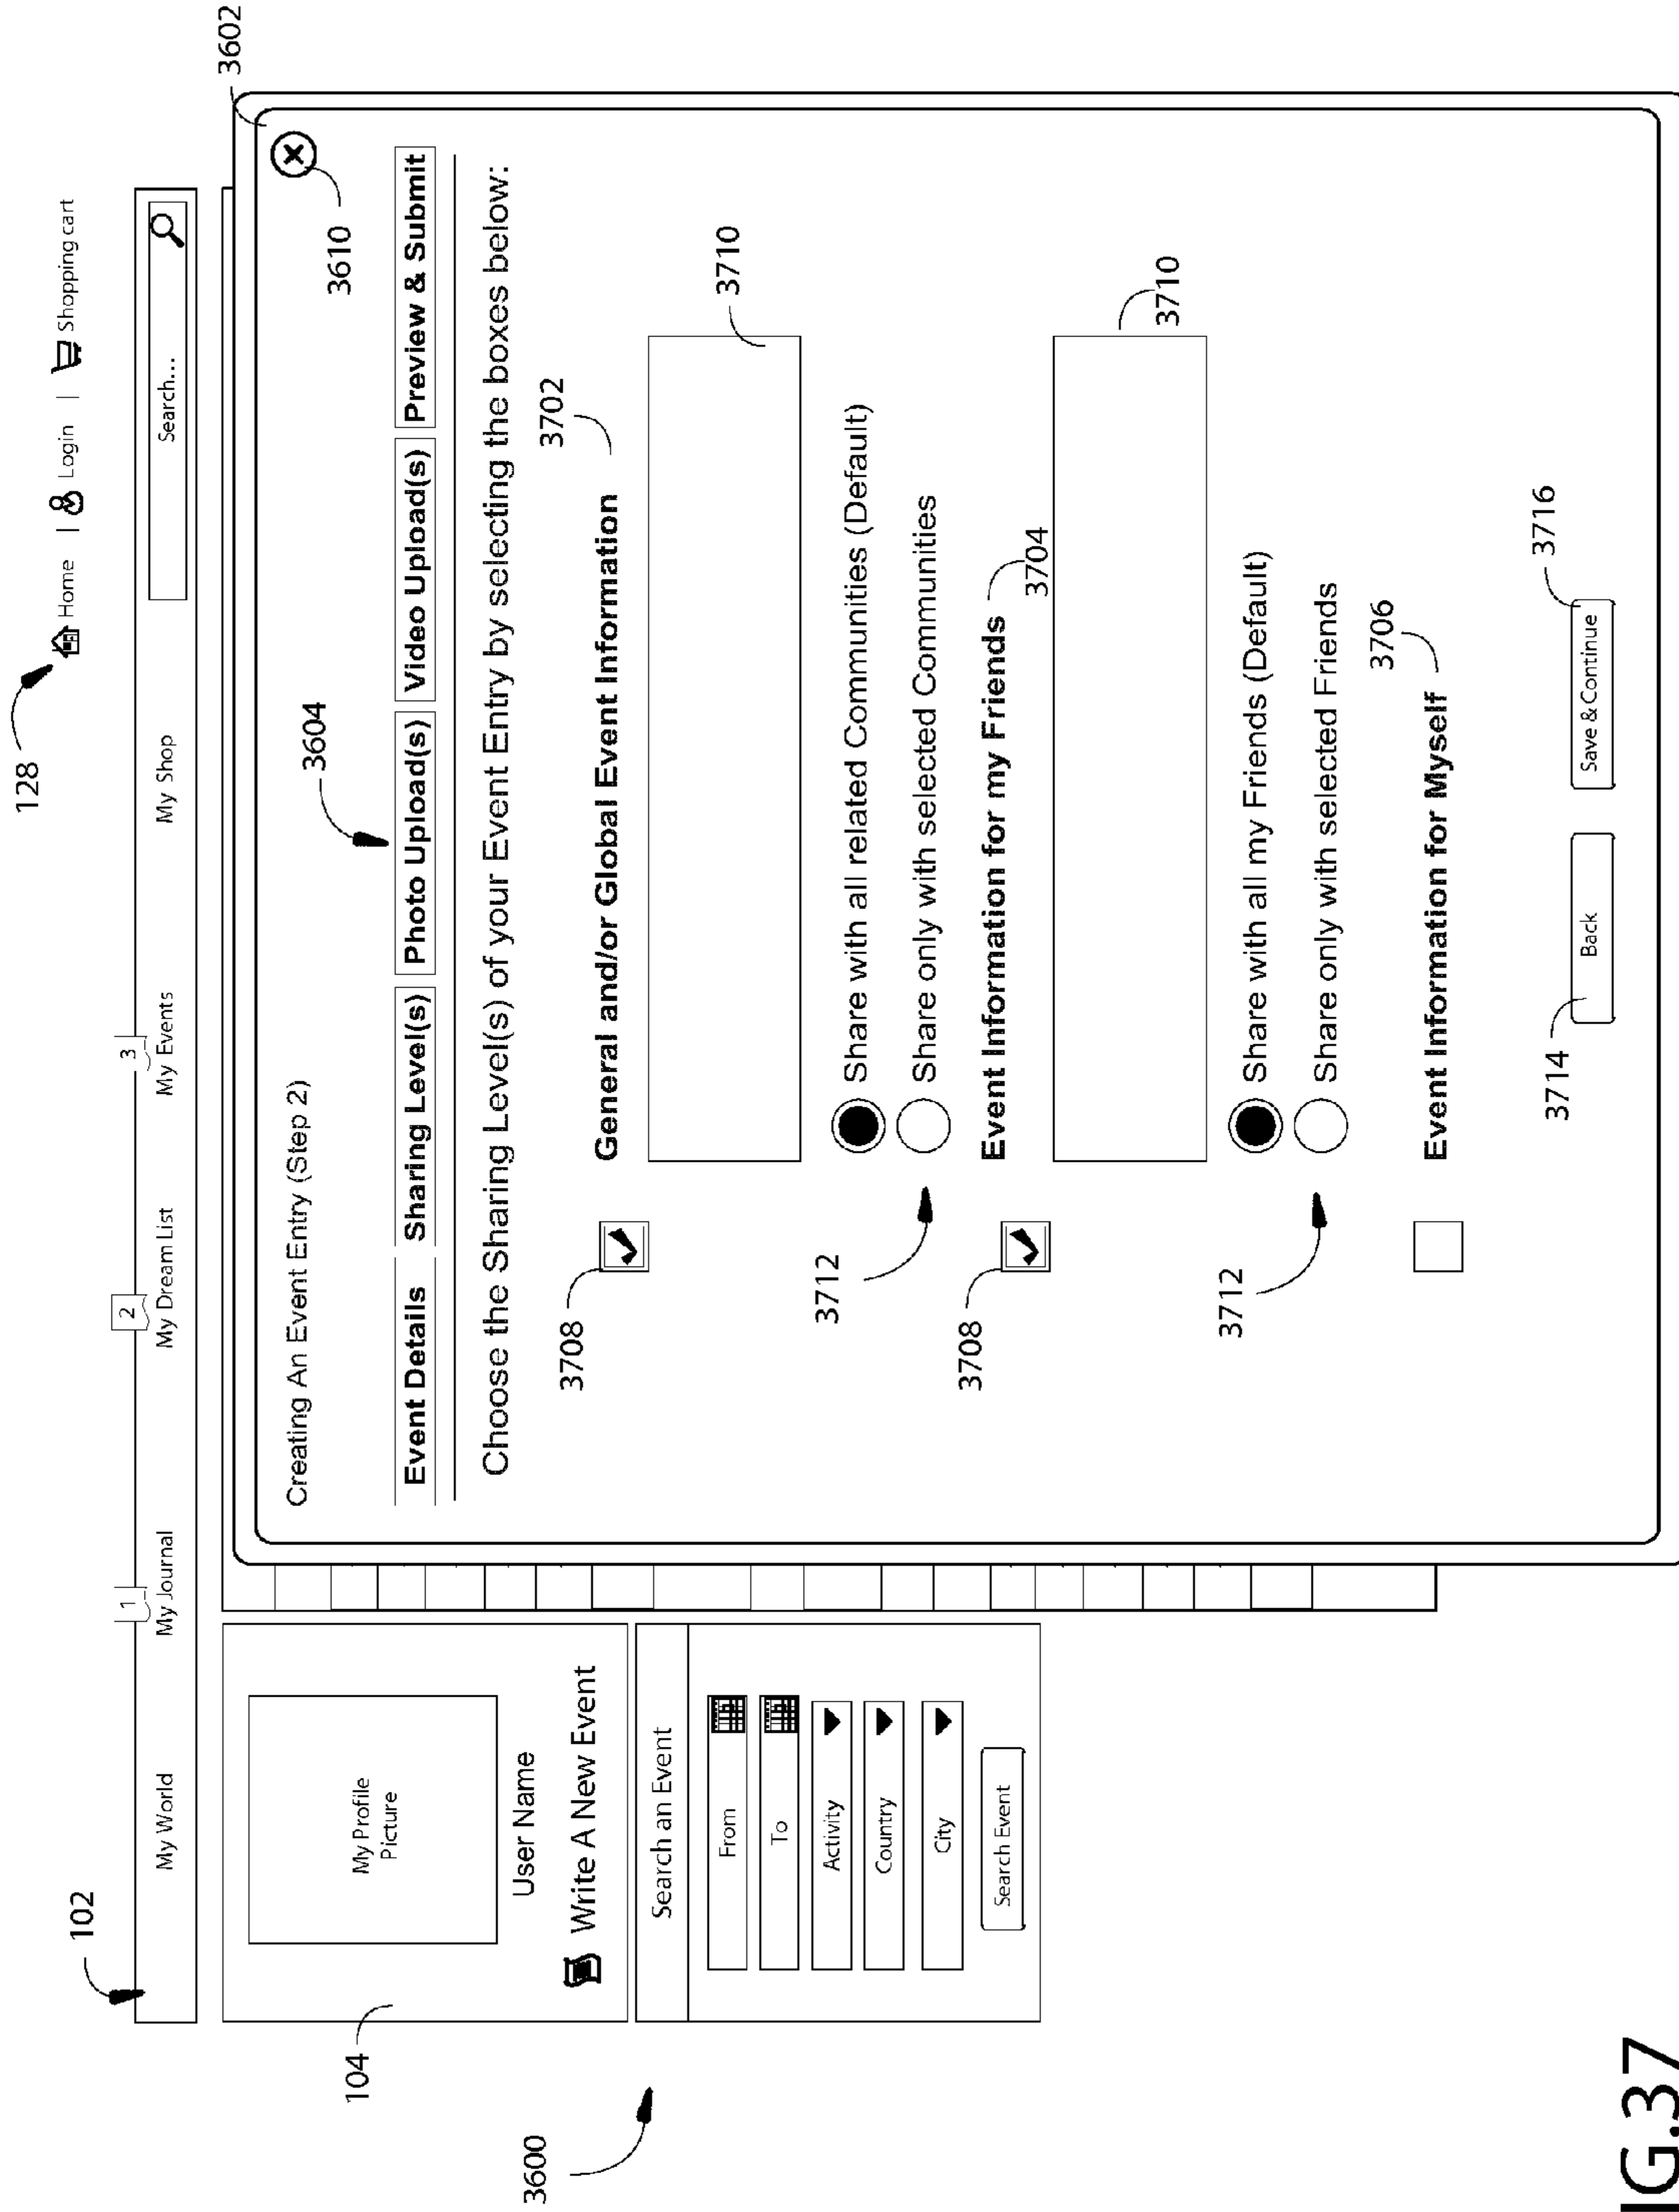 128
Home | Login | Shopping cart
102
1
2
3
My World
My Journal
My Dream List
My Events
My Shop
Search...
3602
104
My Profile
Picture
User Name
Write A New Event
3600
Search an Event
From
To
Activity
Country
City
Search Event
Creating An Event Entry (Step 2)
3604
3610
Event Details
Sharing Level(s)
Photo Upload(s)
Video Upload(s)
Preview & Submit
Choose the Sharing Level(s) of your Event Entry by selecting the boxes below:
3708
General and/or Global Event Information
3702
3710
3712
Share with all related Communities (Default)
Share only with selected Communities
3708
Event Information for my Friends
3704
3710
3712
Share with all my Friends (Default)
Share only with selected Friends
Event Information for Myself
3706
3714
Back
Save & Continue
3716
IG.37